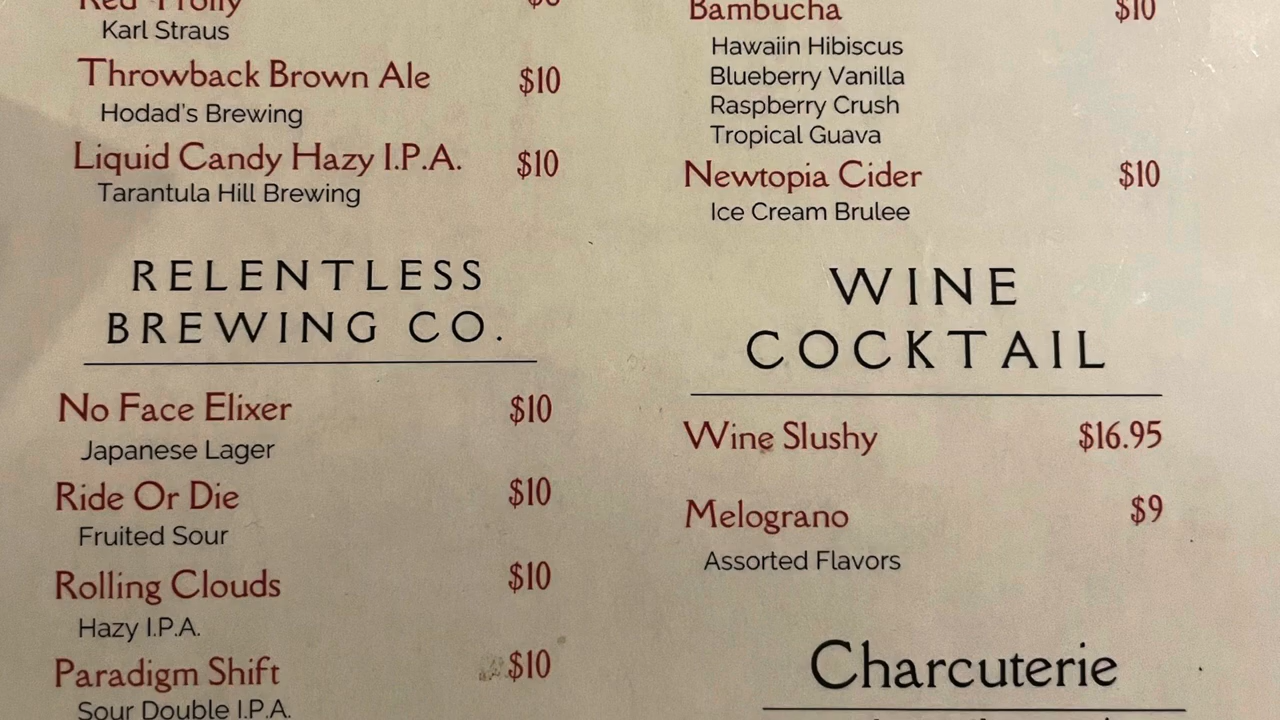 Red Trolly
Karl Straus
Throwback Brown Ale $10
Hodad's Brewing
Liquid Candy Hazy I.P.A. $10
Tarantula Hill Brewing
RELENTLESS
BREWING CO.
No Face Elixer $10
Japanese Lager
Ride Or Die $10
Fruited Sour
Rolling Clouds $10
Hazy I.P.A.
Paradigm Shift $10
Sour Double I.P.A.
Bambucha $10
Hawaiin Hibiscus
Blueberry Vanilla
Raspberry Crush
Tropical Guava
Newtopia Cider $10
Ice Cream Brulee
WINE
COCKTAIL
Wine Slushy $16.95
Melograno $9
Assorted Flavors
Charcuterie